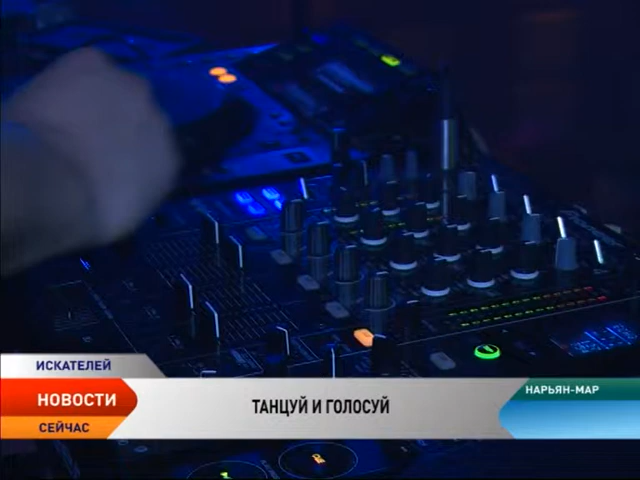 ИСКАТЕЛЕЙ
НОВОСТИ
СЕЙЧАС
ТАНЦУЙ И ГОЛОСУЙ
НАРЬЯН-МАР